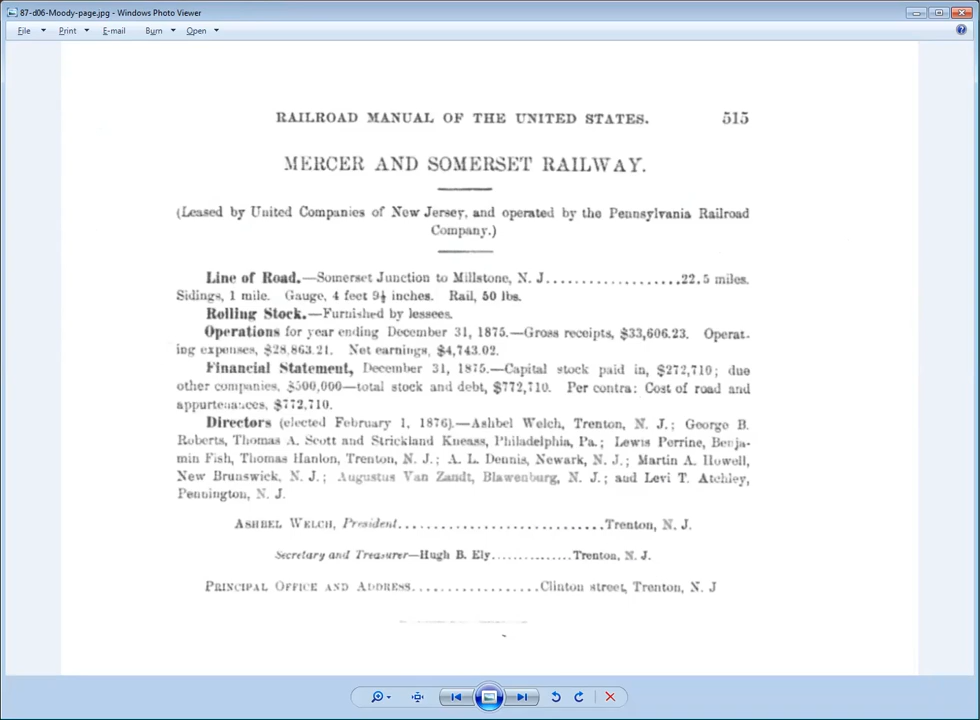 87-d06-Moody-page.jpg - Windows Photo Viewer
File Print E-mail Burn Open
RAILROAD MANUAL OF THE UNITED STATES. 515
MERCER AND SOMERSET RAILWAY.
(Leased by United Companies of New Jersey, and operated by the Pennsylvania Railroad
Company.)
Line of Road.—Somerset Junction to Millstone, N. J..................22.5 miles.
Sidings, 1 mile. Gauge, 4 feet 9½ inches. Rail, 50 lbs.
Rolling Stock.—Furnished by lessees.
Operations for year ending December 31, 1875.—Gross receipts, $33,606.23. Operat-
ing expenses, $28,863.21. Net earnings, $4,743.02.
Financial Statement, December 31, 1875.—Capital stock paid in, $272,710; due
other companies, $500,000—total stock and debt, $772,710. Per contra: Cost of road and
appurtenances, $772,710.
Directors (elected February 1, 1876).—Ashbel Welch, Trenton, N. J.; George B.
Roberts, Thomas A. Scott and Strickland Kneass, Philadelphia, Pa.; Lewis Perrine, Benja-
min Fish, Thomas Hanlon, Trenton, N. J.; A. L. Dennis, Newark, N. J.; Martin A. Howell,
New Brunswick, N. J.; Augustus Van Zandt, Blawenburg, N. J.; and Levi T. Atchley,
Pennington, N. J.
ASHBEL WELCH, President............................Trenton, N. J.
Secretary and Treasurer—Hugh B. Ely..............Trenton, N. J.
PRINCIPAL OFFICE AND ADDRESS.................Clinton street, Trenton, N. J